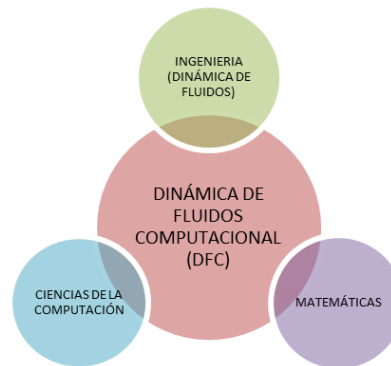 INGENIERIA
(DINÁMICA DE
FLUIDOS)
DINÁMICA DE
FLUIDOS
COMPUTACIONAL
(DFC)
CIENCIAS DE LA
COMPUTACIÓN
MATEMÁTICAS